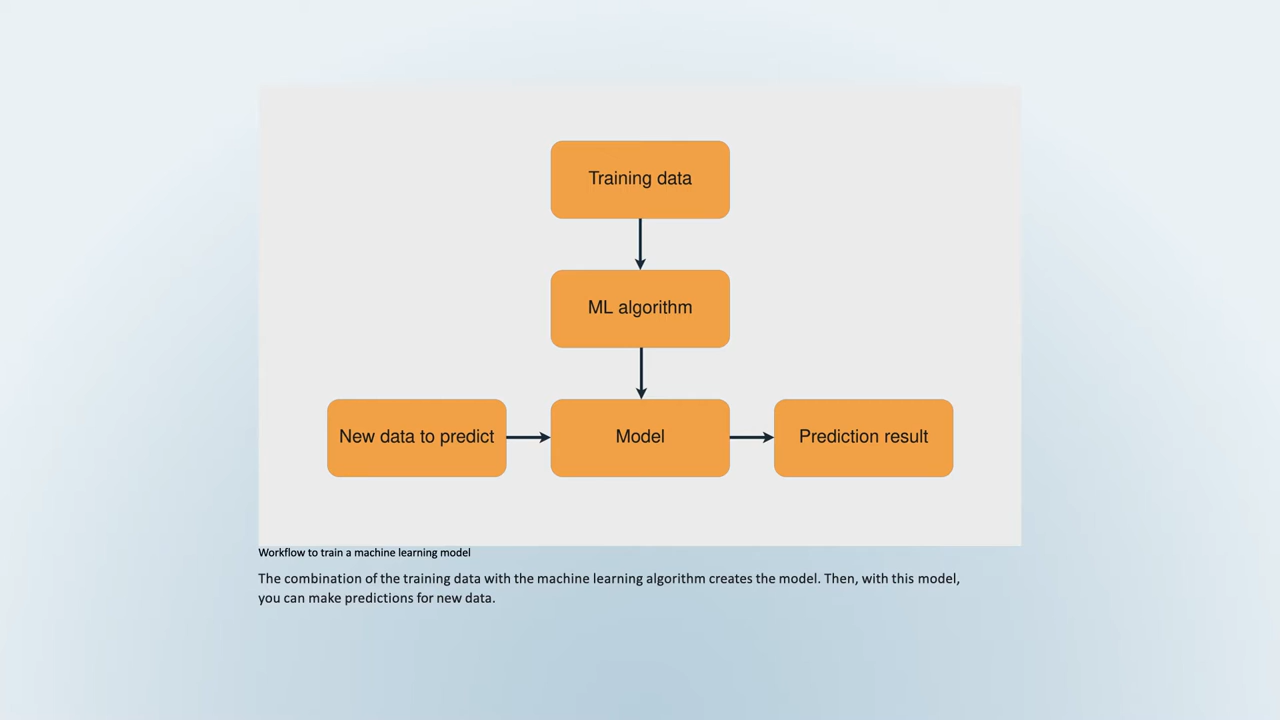 Training data
ML algorithm
New data to predict
Model
Prediction result
Workflow to train a machine learning model
The combination of the training data with the machine learning algorithm creates the model. Then, with this model,
you can make predictions for new data.